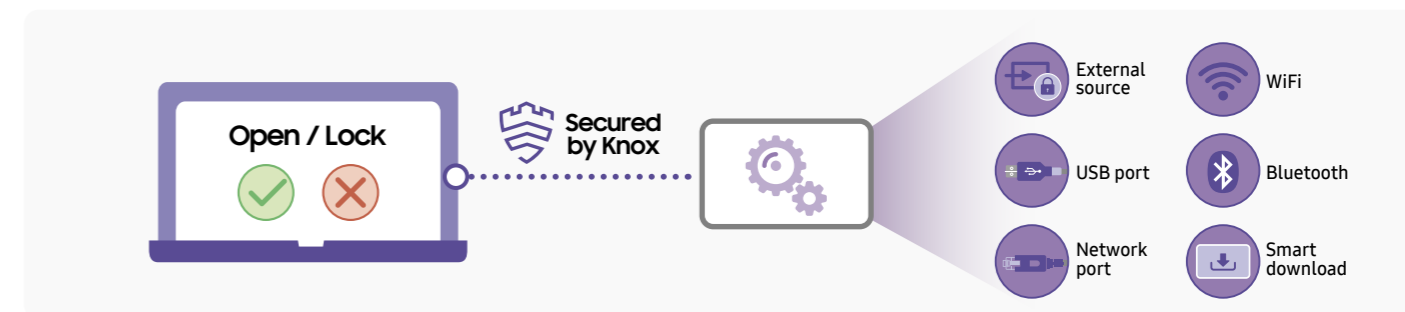 Open / Lock
Secured
by Knox
External
source
WiFi
USB port
Bluetooth
Network
port
Smart
download